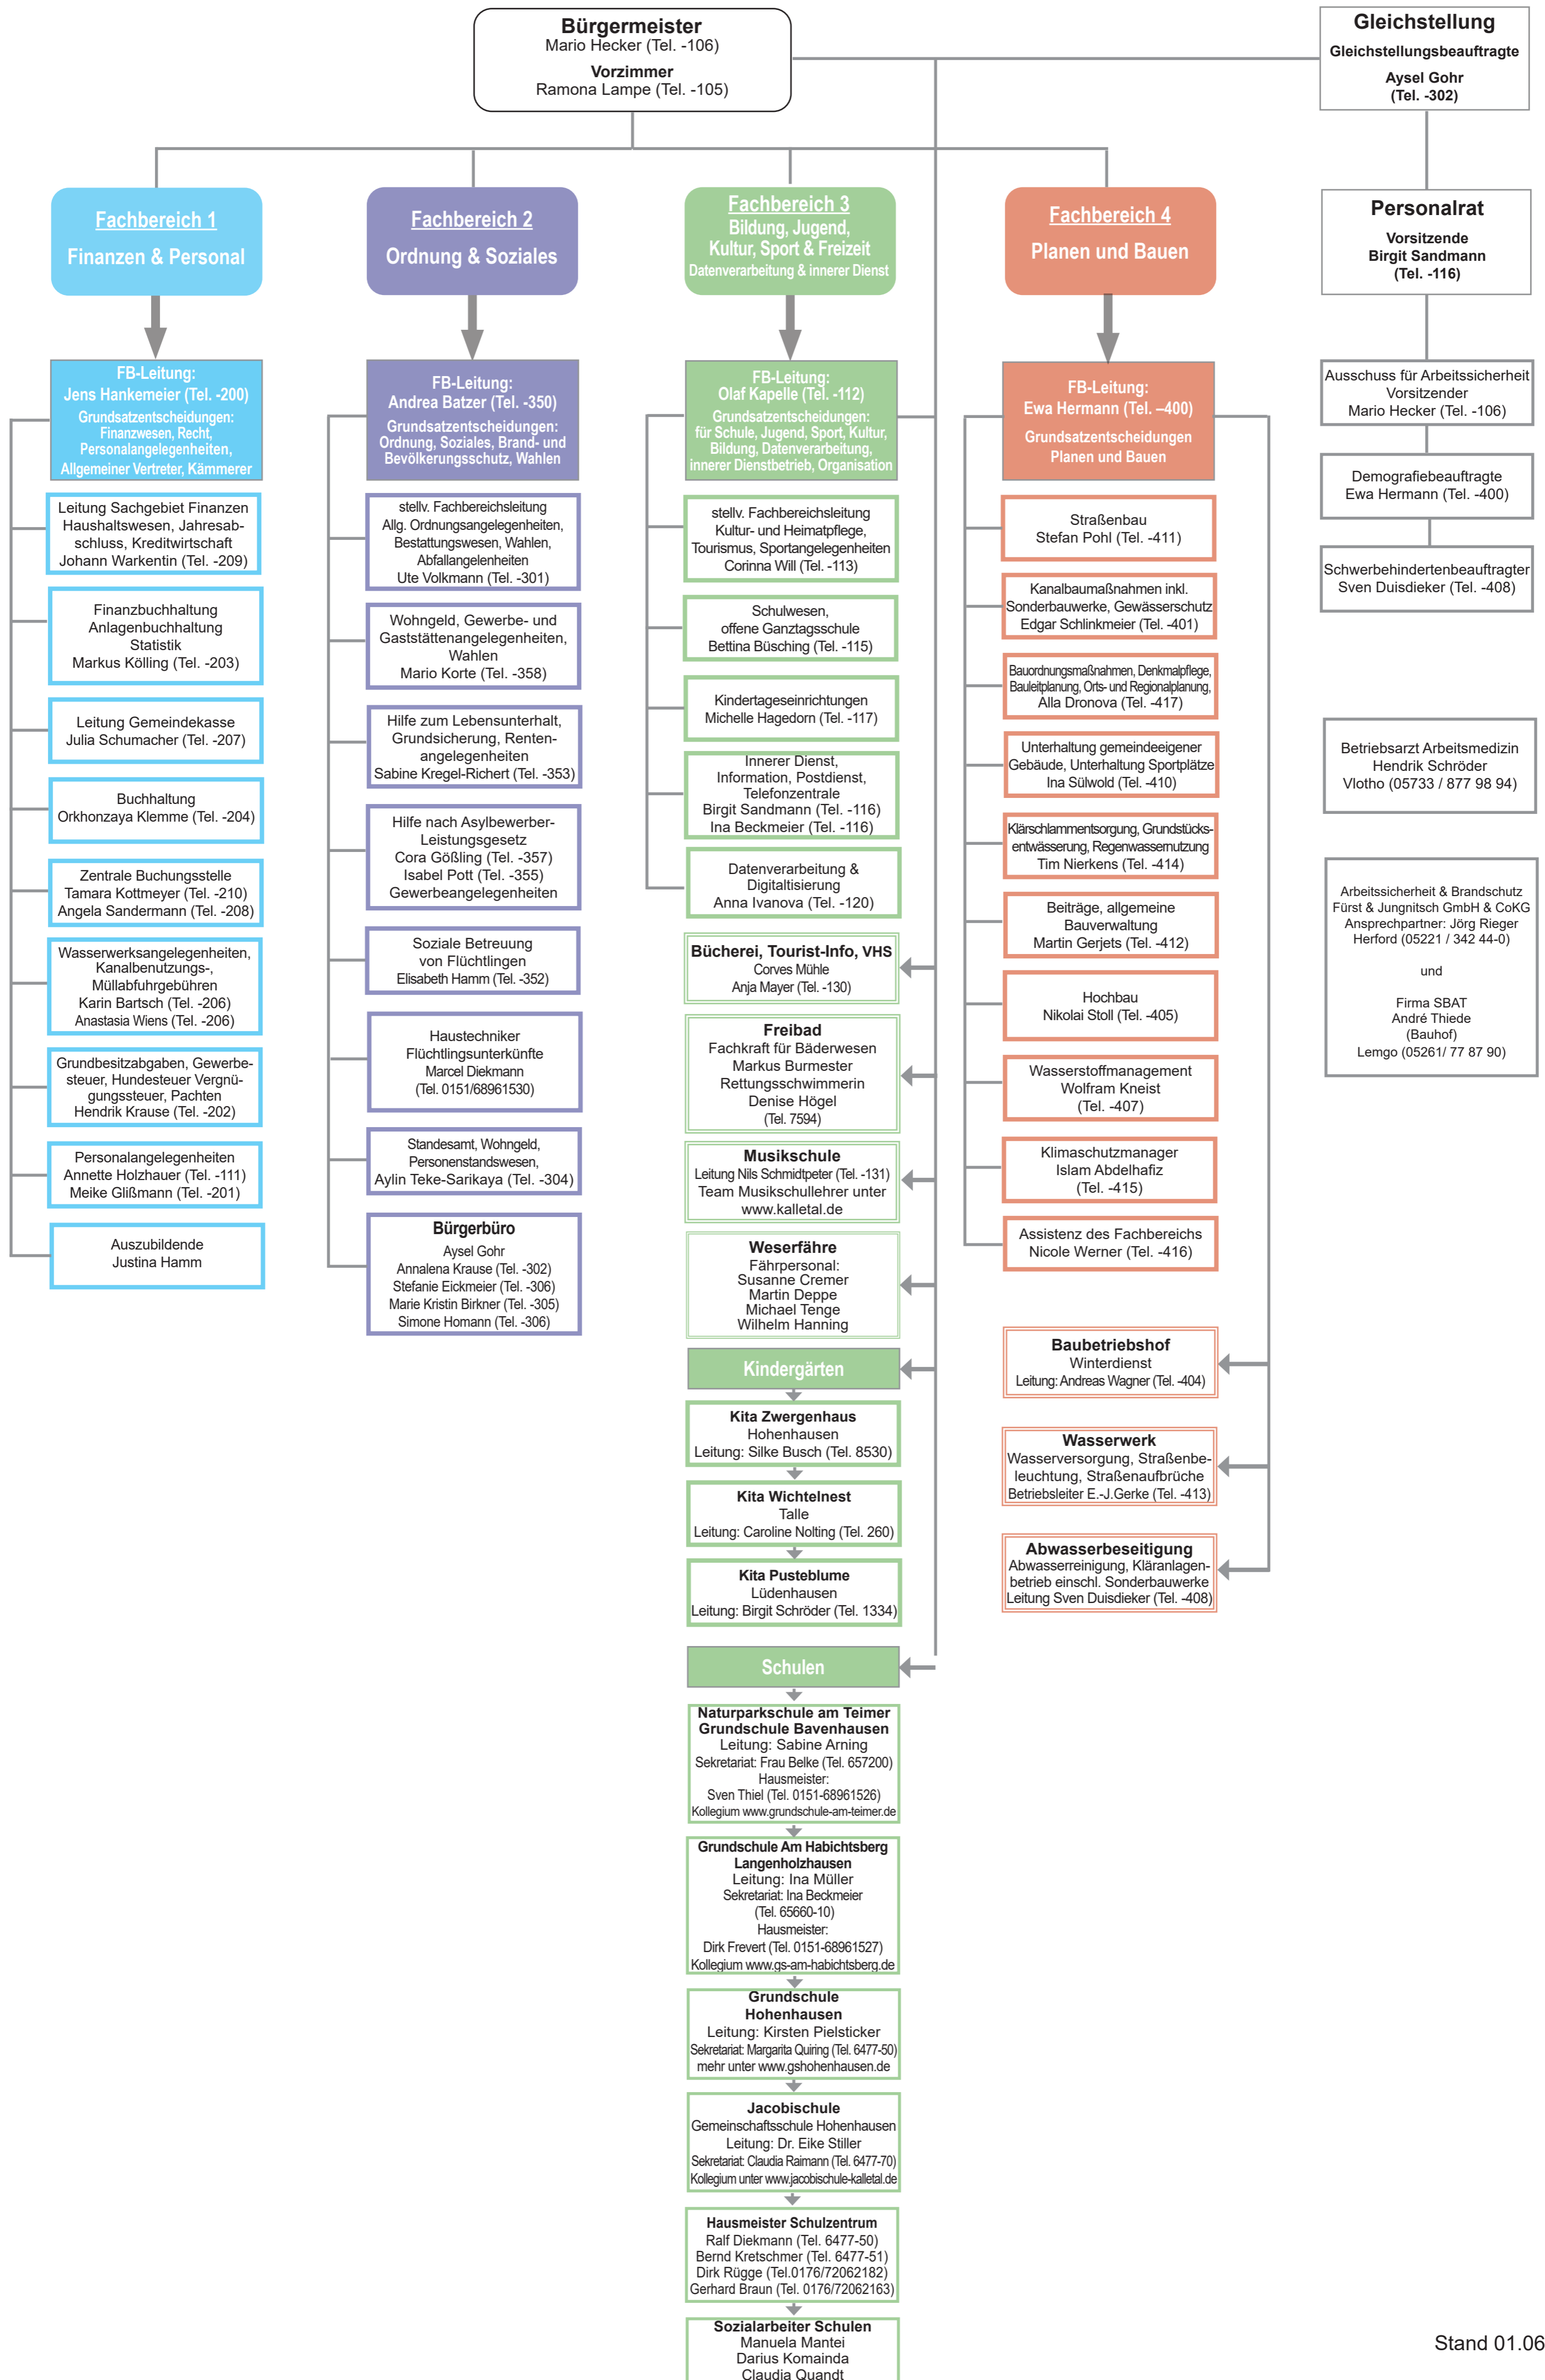 Bürgermeister
Mario Hecker (Tel. -106)
Vorzimmer
Ramona Lampe (Tel. -105)
Gleichstellung
Gleichstellungsbeauftragte
Aysel Gohr
(Tel. -302)
Fachbereich 1
Finanzen & Personal
FB-Leitung:
Jens Hankemeier (Tel. -200)
Grundsatzentscheidungen:
Finanzwesen, Recht,
Personalangelegenheiten,
Allgemeiner Vertreter, Kämmerer
Leitung Sachgebiet Finanzen
Haushaltswesen, Jahresab-
schluss, Kreditwirtschaft
Johann Warkentin (Tel. -209)
Finanzbuchhaltung
Anlagenbuchhaltung
Statistik
Markus Kölling (Tel. -203)
Leitung Gemeindekasse
Julia Schumacher (Tel. -207)
Buchhaltung
Orkhonzaya Klemme (Tel. -204)
Zentrale Buchungsstelle
Tamara Kottmeyer (Tel. -210)
Angela Sandermann (Tel. -208)
Wasserwerksangelegenheiten,
Kanalbenutzungs-,
Müllabfuhrgebühren
Karin Bartsch (Tel. -206)
Anastasia Wiens (Tel. -206)
Grundbesitzabgaben, Gewerbe-
steuer, Hundesteuer Vergnü-
gungssteuer, Pachten
Hendrik Krause (Tel. -202)
Personalangelegenheiten
Annette Holzhauer (Tel. -111)
Meike Glißmann (Tel. -201)
Auszubildende
Justina Hamm
Fachbereich 2
Ordnung & Soziales
FB-Leitung:
Andrea Batzer (Tel. -350)
Grundsatzentscheidungen:
Ordnung, Soziales, Brand- und
Bevölkerungsschutz, Wahlen
stellv. Fachbereichsleitung
Allg. Ordnungsangelegenheiten,
Bestattungswesen, Wahlen,
Abfallangelenheiten
Ute Volkmann (Tel. -301)
Wohngeld, Gewerbe- und
Gaststättenangelegenheiten,
Wahlen
Mario Korte (Tel. -358)
Hilfe zum Lebensunterhalt,
Grundsicherung, Renten-
angelegenheiten
Sabine Kregel-Richert (Tel. -353)
Hilfe nach Asylbewerber-
Leistungsgesetz
Cora Gößling (Tel. -357)
Isabel Pott (Tel. -355)
Gewerbeangelegenheiten
Soziale Betreuung
von Flüchtlingen
Elisabeth Hamm (Tel. -352)
Haustechniker
Flüchtlingsunterkünfte
Marcel Diekmann
(Tel. 0151/68961530)
Standesamt, Wohngeld,
Personenstandswesen,
Aylin Teke-Sarikaya (Tel. -304)
Bürgerbüro
Aysel Gohr
Annalena Krause (Tel. -302)
Stefanie Eickmeier (Tel. -306)
Marie Kristin Birkner (Tel. -305)
Simone Homann (Tel. -306)
Fachbereich 3
Bildung, Jugend,
Kultur, Sport & Freizeit
Datenverarbeitung & innerer Dienst
FB-Leitung:
Olaf Kapelle (Tel. -112)
Grundsatzentscheidungen:
für Schule, Jugend, Sport, Kultur,
Bildung, Datenverarbeitung,
innerer Dienstbetrieb, Organisation
stellv. Fachbereichsleitung
Kultur- und Heimatpflege,
Tourismus, Sportangelegenheiten
Corinna Will (Tel. -113)
Schulwesen,
offene Ganztagsschule
Bettina Büsching (Tel. -115)
Kindertageseinrichtungen
Michelle Hagedorn (Tel. -117)
Innerer Dienst,
Information, Postdienst,
Telefonzentrale
Birgit Sandmann (Tel. -116)
Ina Beckmeier (Tel. -116)
Datenverarbeitung &
Digitaltisierung
Anna Ivanova (Tel. -120)
Bücherei, Tourist-Info, VHS
Corves Mühle
Anja Mayer (Tel. -130)
Freibad
Fachkraft für Bäderwesen
Markus Burmester
Rettungsschwimmerin
Denise Högel
(Tel. 7594)
Musikschule
Leitung Nils Schmidtpeter (Tel. -131)
Team Musikschullehrer unter
www.kalletal.de
Weserfähre
Fährpersonal:
Susanne Cremer
Martin Deppe
Michael Tenge
Wilhelm Hanning
Kindergärten
Kita Zwergenhaus
Hohenhausen
Leitung: Silke Busch (Tel. 8530)
Kita Wichtelnest
Talle
Leitung: Caroline Nolting (Tel. 260)
Kita Pusteblume
Lüdenhausen
Leitung: Birgit Schröder (Tel. 1334)
Schulen
Naturparkschule am Teimer
Grundschule Bavenhausen
Leitung: Sabine Arning
Sekretariat: Frau Belke (Tel. 657200)
Hausmeister:
Sven Thiel (Tel. 0151-68961526)
Kollegium www.grundschule-am-teimer.de
Grundschule Am Habichtsberg
Langenholzhausen
Leitung: Ina Müller
Sekretariat: Ina Beckmeier
(Tel. 65660-10)
Hausmeister:
Dirk Frevert (Tel. 0151-68961527)
Kollegium www.gs-am-habichtsberg.de
Grundschule
Hohenhausen
Leitung: Kirsten Pielsticker
Sekretariat: Margarita Quiring (Tel. 6477-50)
mehr unter www.gshohenhausen.de
Jacobischule
Gemeinschaftsschule Hohenhausen
Leitung: Dr. Eike Stiller
Sekretariat: Claudia Raimann (Tel. 6477-70)
Kollegium unter www.jacobischule-kalletal.de
Hausmeister Schulzentrum
Ralf Diekmann (Tel. 6477-50)
Bernd Kretschmer (Tel. 6477-51)
Dirk Rügge (Tel.0176/72062182)
Gerhard Braun (Tel. 0176/72062163)
Sozialarbeiter Schulen
Manuela Mantei
Darius Komainda
Claudia Quandt
Fachbereich 4
Planen und Bauen
FB-Leitung:
Ewa Hermann (Tel. –400)
Grundsatzentscheidungen
Planen und Bauen
Straßenbau
Stefan Pohl (Tel. -411)
Kanalbaumaßnahmen inkl.
Sonderbauwerke, Gewässerschutz
Edgar Schlinkmeier (Tel. -401)
Bauordnungsmaßnahmen, Denkmalpflege,
Bauleitplanung, Orts- und Regionalplanung,
Alla Dronova (Tel. -417)
Unterhaltung gemeindeeigener
Gebäude, Unterhaltung Sportplätze
Ina Sülwold (Tel. -410)
Klärschlammentsorgung, Grundstücks-
entwässerung, Regenwassernutzung
Tim Nierkens (Tel. -414)
Beiträge, allgemeine
Bauverwaltung
Martin Gerjets (Tel. -412)
Hochbau
Nikolai Stoll (Tel. -405)
Wasserstoffmanagement
Wolfram Kneist
(Tel. -407)
Klimaschutzmanager
Islam Abdelhafiz
(Tel. -415)
Assistenz des Fachbereichs
Nicole Werner (Tel. -416)
Baubetriebshof
Winterdienst
Leitung: Andreas Wagner (Tel. -404)
Wasserwerk
Wasserversorgung, Straßenbe-
leuchtung, Straßenaufbrüche
Betriebsleiter E.-J.Gerke (Tel. -413)
Abwasserbeseitigung
Abwasserreinigung, Kläranlagen-
betrieb einschl. Sonderbauwerke
Leitung Sven Duisdieker (Tel. -408)
Personalrat
Vorsitzende
Birgit Sandmann
(Tel. -116)
Ausschuss für Arbeitssicherheit
Vorsitzender
Mario Hecker (Tel. -106)
Demografiebeauftragte
Ewa Hermann (Tel. -400)
Schwerbehindertenbeauftragter
Sven Duisdieker (Tel. -408)
Betriebsarzt Arbeitsmedizin
Hendrik Schröder
Vlotho (05733 / 877 98 94)
Arbeitssicherheit & Brandschutz
Fürst & Jungnitsch GmbH & CoKG
Ansprechpartner: Jörg Rieger
Herford (05221 / 342 44-0)
und
Firma SBAT
André Thiede
(Bauhof)
Lemgo (05261/ 77 87 90)
Stand 01.06